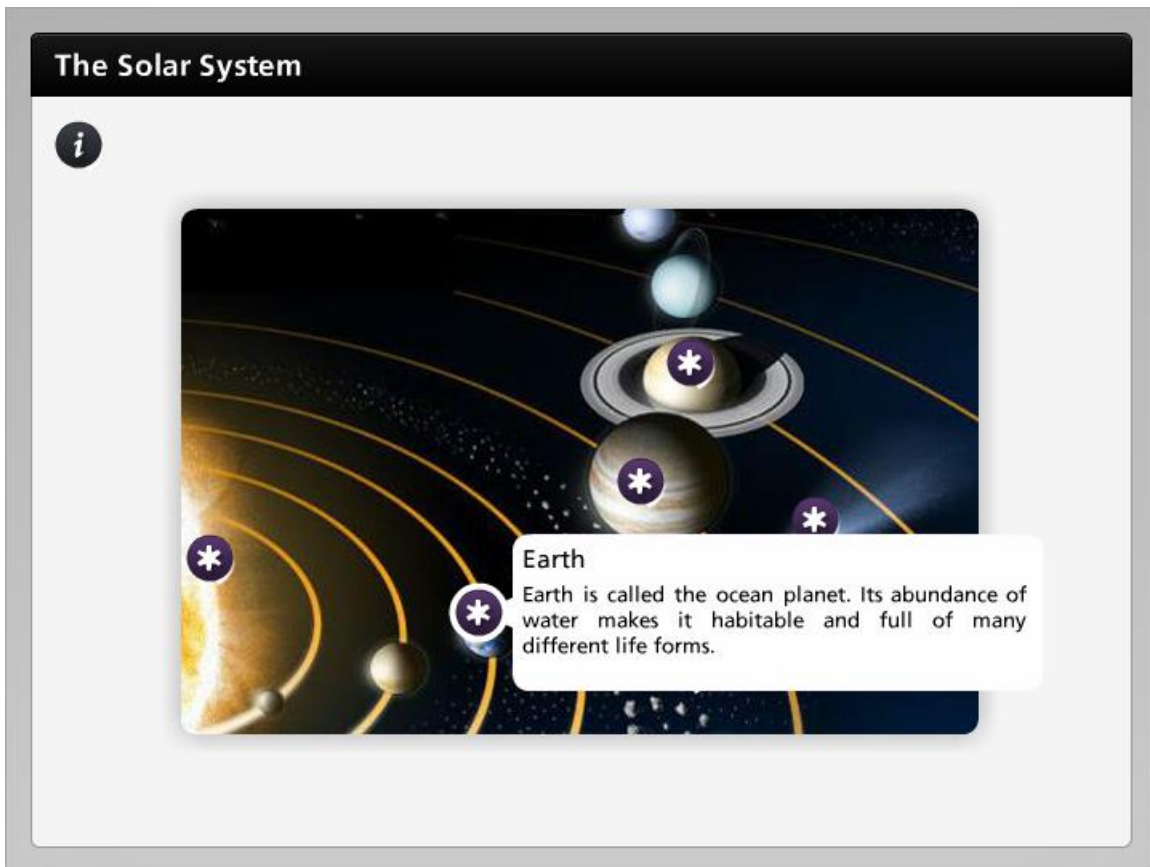 The Solar System
i
Earth
Earth is called the ocean planet. Its abundance of
water makes it habitable and full of many
different life forms.